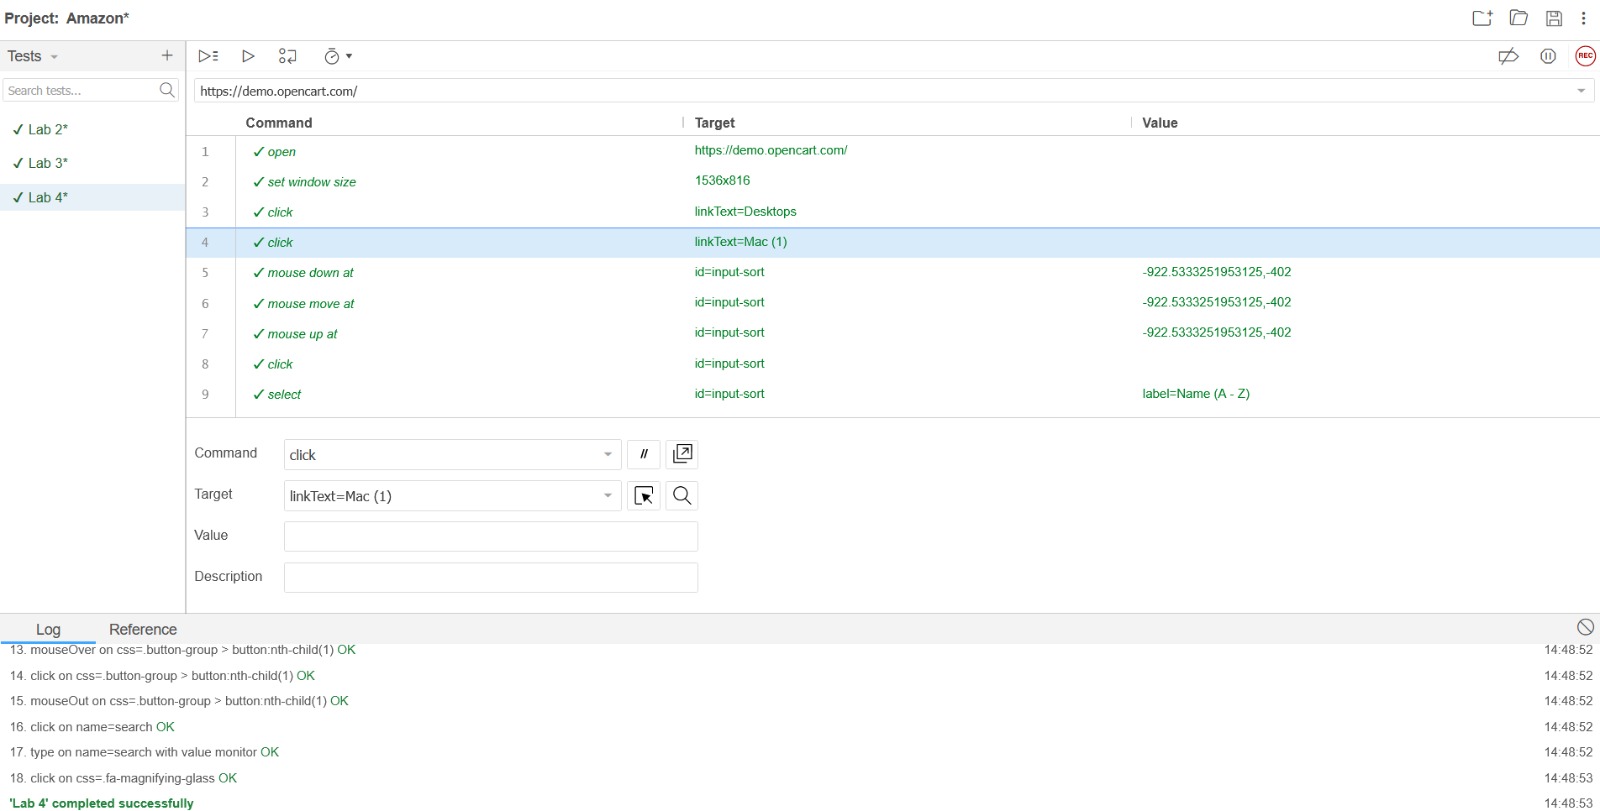 Project: Amazon*
Tests
Search tests...
✓ Lab 2*
✓ Lab 3*
✓ Lab 4*
REC
https://demo.opencart.com/
Command Target Value
1 ✓ open https://demo.opencart.com/
2 ✓ set window size 1536x816
3 ✓ click linkText=Desktops
4 ✓ click linkText=Mac (1)
5 ✓ mouse down at id=input-sort -922.5333251953125,-402
6 ✓ mouse move at id=input-sort -922.5333251953125,-402
7 ✓ mouse up at id=input-sort -922.5333251953125,-402
8 ✓ click id=input-sort
9 ✓ select id=input-sort label=Name (A - Z)
Command click //
Target linkText=Mac (1)
Value
Description
Log Reference
13. mouseOver on css=.button-group > button:nth-child(1) OK 14:48:52
14. click on css=.button-group > button:nth-child(1) OK 14:48:52
15. mouseOut on css=.button-group > button:nth-child(1) OK 14:48:52
16. click on name=search OK 14:48:52
17. type on name=search with value monitor OK 14:48:52
18. click on css=.fa-magnifying-glass OK 14:48:53
'Lab 4' completed successfully 14:48:53